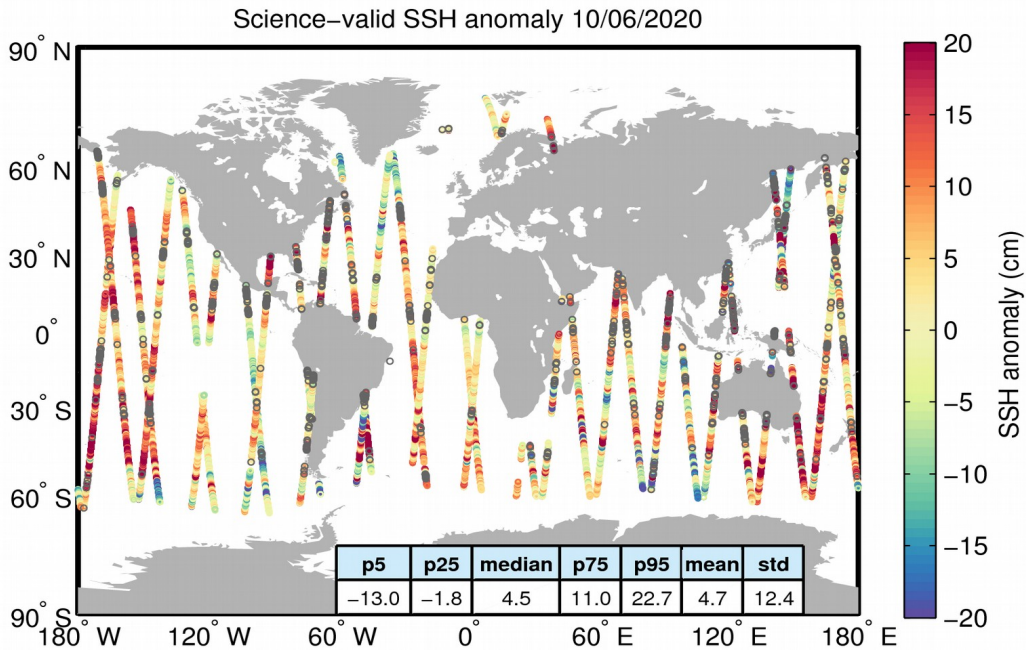 Science−valid SSH anomaly 10/06/2020
90° N
60° N
30° N
0°
30° S
60° S
90° S
180° W
120° W
60° W
0°
60° E
120° E
180° E
p5 p25 median p75 p95 mean std
−13.0 −1.8 4.5 11.0 22.7 4.7 12.4
20
15
10
5
0
−5
−10
−15
−20
SSH anomaly (cm)